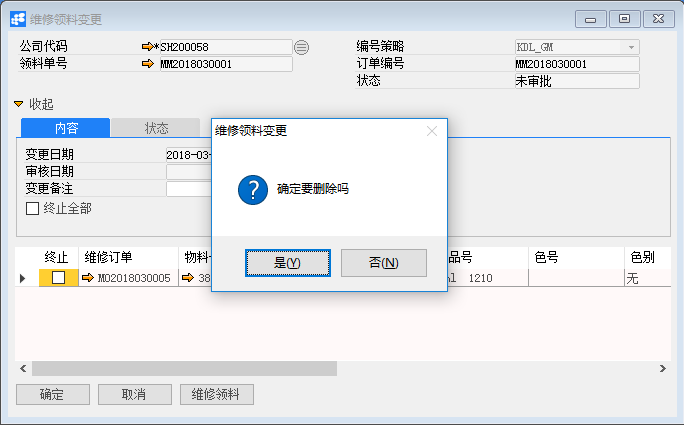 维修领料变更
公司代码 *SH200058 编号策略 KDL_GM
领料单号 MM2018030001 订单编号 MM2018030001
状态 未审批
收起
内容 状态
维修领料变更
变更日期 2018-03-
审核日期
变更备注
确定要删除吗
终止全部
是(Y) 否(N)
终止 维修订单 物料 品号 色号 色别
MO2018030005 38 1210 无
确定 取消 维修领料